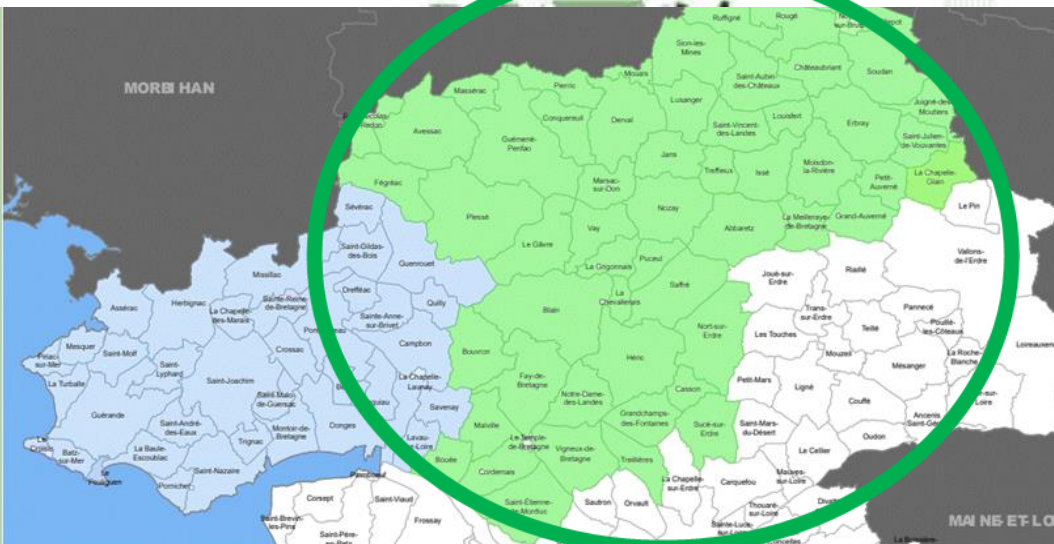 Ruffigné
Rougé
MORBIHAN
Sion-les-
Mines
Mouais
Châteaubriant
Soudan
Saint-Aubin
des-Châteaux
Massérac
Pierric
Lusanger
Juigné-des-
Moutiers
Avessac
Conquereuil
Derval
Saint-Vincent-
des-Landes
Louisfert
Erbray
Guémené-
Penfao
Saint-Julien-
de-Vouvantes
Jans
Treffieux
Issé
Moisdon-
la-Rivière
Petit-
Auverné
La Chapelle-
Glain
Fégréac
Marsac-
sur-Don
Sévérac
Plessé
Nozay
Le Pin
Vay
Abbaretz
La Meilleraye-
de-Bretagne
Grand-Auverné
Saint-Gildas-
des-Bois
Le Gâvre
Puceul
Vallons-
de-l'Erdre
Missillac
Guenrouet
La Grigonnais
Joué-sur-
Erdre
Riaillé
Assérac
Herbignac
Drefféac
Quilly
Saffré
La
Chevallerais
La Chapelle-
des-Marais
Sainte-Reine-
de-Bretagne
Sainte-Anne-
sur-Brivet
Blain
Trans-
sur-Erdre
Pannecé
Mesquer
Saint-Molf
Crossac
Campbon
Nort-sur-
Erdre
Les Touches
Teillé
Pouillé-
les-Côteaux
Piriac-
sur-Mer
Saint-
Lyphard
Bouvron
Héric
Mouzeil
La Roche-
Blanche
La Turballe
Saint-Joachim
La Chapelle-
Launay
Fay-de-
Bretagne
Petit-Mars
Ligné
Mésanger
Guérande
Saint-Malo-
de-Guersac
Savenay
Notre-Dame-
des-Landes
Casson
Couffé
Saint-André-
des-Eaux
Montoir-de-
Bretagne
Donges
Malville
Grandchamps-
des-Fontaines
Sucé-sur-
Erdre
Saint-Mars-
du-Désert
Ancenis
Oudon
La Baule-
Escoublac
Trignac
Lavau-
sur-Loire
Le Temple-
de-Bretagne
Vigneux-de-
Bretagne
Le Cellier
Batz-
sur-Mer
Saint-Nazaire
Bouée
Cordemais
Treillières
La Chapelle-
sur-Erdre
Carquefou
Mauves-
sur-Loire
Le
Pouliguen
Pornichet
Corsept
Saint-Viaud
Saint-Étienne-
de-Montluc
Sautron
Orvault
Thouaré-
sur-Loire
Saint-Brevin-
les-Pins
Frossay
Sainte-Luce-
sur-Loire
MAINE-ET-LO
Saint-Père-
en-Retz